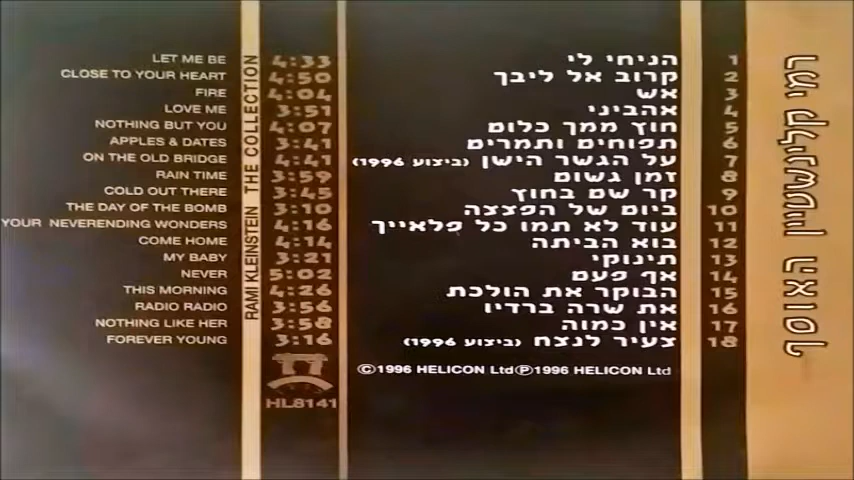 רמי קלינשטיין האוסף
1 הניחי לי 4:33 LET ME BE
2 קרוב אל ליבך 4:50 CLOSE TO YOUR HEART
3 אש 4:04 FIRE
4 אהביני 3:51 LOVE ME
5 חוץ ממך כלום 4:07 NOTHING BUT YOU
6 תפוחים ותמרים 3:41 APPLES & DATES
7 על הגשר הישן (ביצוע 1996) 4:41 ON THE OLD BRIDGE
8 זמן גשום 3:59 RAIN TIME
9 קר שם בחוץ 3:45 COLD OUT THERE
10 ביום של הפצצה 3:10 THE DAY OF THE BOMB
11 עוד לא תמו כל פלאייך 4:16 YOUR NEVERENDING WONDERS
12 בוא הביתה 4:14 COME HOME
13 תינוקי 3:21 MY BABY
14 אף פעם 5:02 NEVER
15 הבוקר את הולכת 4:26 THIS MORNING
16 את שרה ברדיו 3:56 RADIO RADIO
17 אין כמוה 3:58 NOTHING LIKE HER
18 צעיר לנצח (ביצוע 1996) 3:16 FOREVER YOUNG
©1996 HELICON Ltd℗1996 HELICON Ltd
HL8141
RAMI KLEINSTEIN THE COLLECTION